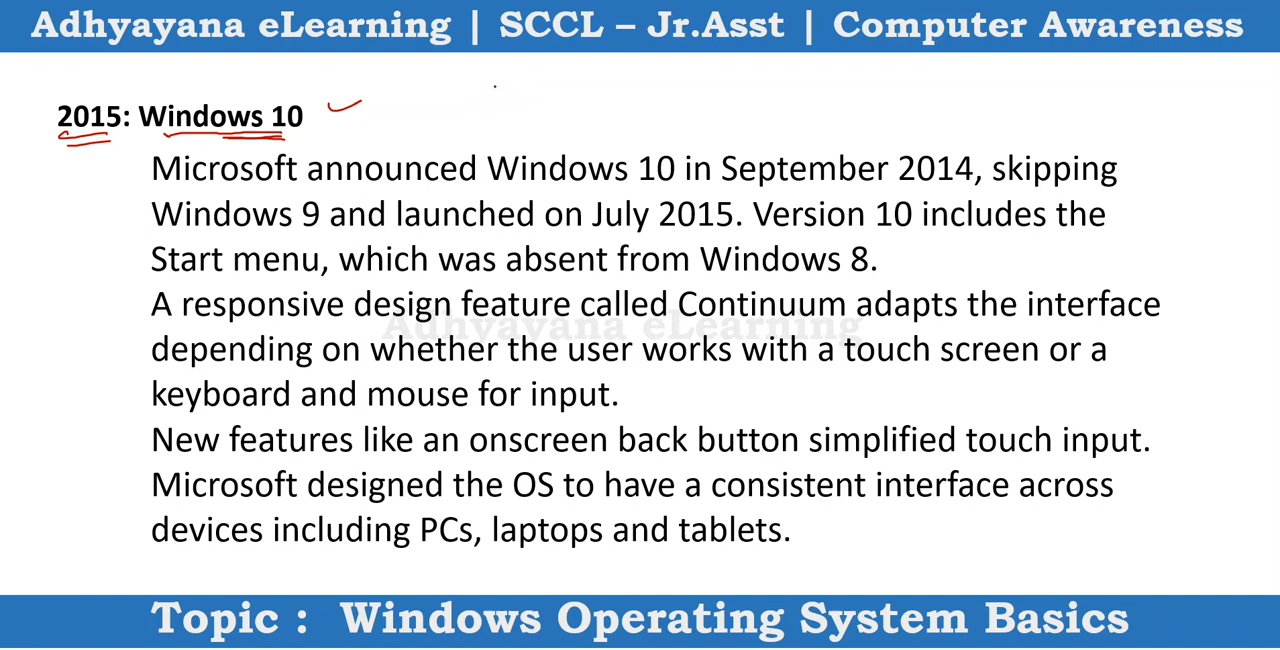 Adhyayana eLearning | SCCL – Jr.Asst | Computer Awareness
2015: Windows 10
Microsoft announced Windows 10 in September 2014, skipping
Windows 9 and launched on July 2015. Version 10 includes the
Start menu, which was absent from Windows 8.
A responsive design feature called Continuum adapts the interface
Adhyayana eLearning
depending on whether the user works with a touch screen or a
keyboard and mouse for input.
New features like an onscreen back button simplified touch input.
Microsoft designed the OS to have a consistent interface across
devices including PCs, laptops and tablets.
Topic : Windows Operating System Basics